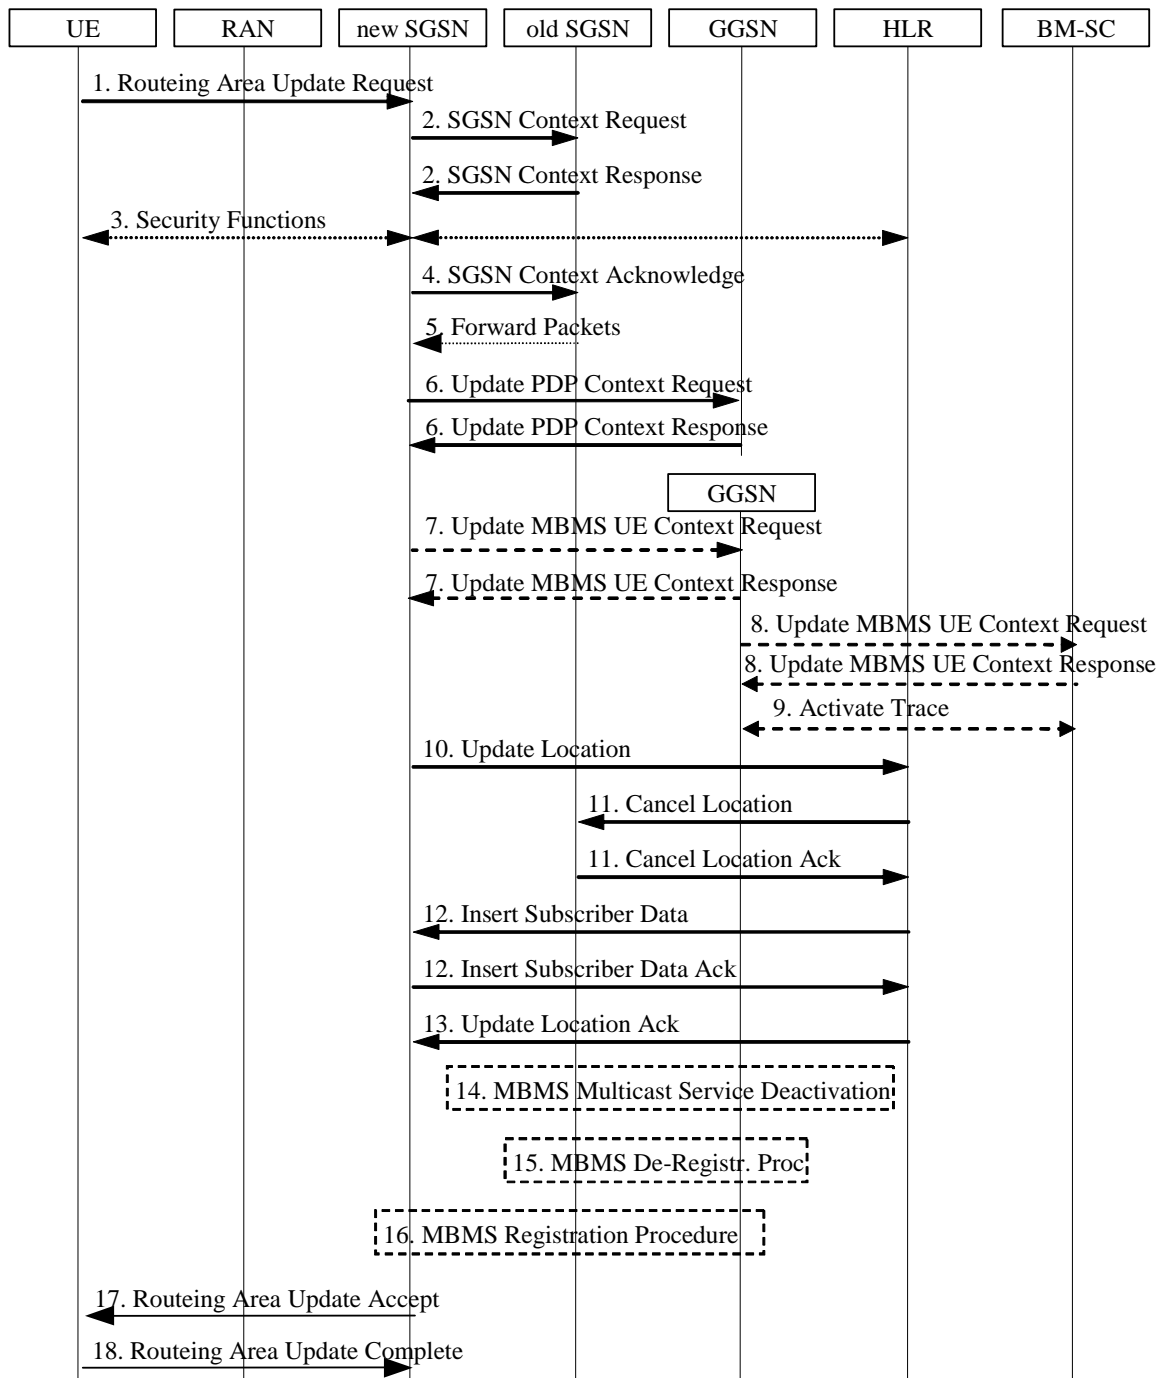 UE
RAN
new SGSN
old SGSN
GGSN
HLR
BM-SC
1. Routeing Area Update Request
2. SGSN Context Request
2. SGSN Context Response
3. Security Functions
4. SGSN Context Acknowledge
5. Forward Packets
6. Update PDP Context Request
6. Update PDP Context Response
GGSN
7. Update MBMS UE Context Request
7. Update MBMS UE Context Response
8. Update MBMS UE Context Request
8. Update MBMS UE Context Response
9. Activate Trace
10. Update Location
11. Cancel Location
11. Cancel Location Ack
12. Insert Subscriber Data
12. Insert Subscriber Data Ack
13. Update Location Ack
14. MBMS Multicast Service Deactivation
15. MBMS De-Registr. Proc
16. MBMS Registration Procedure
17. Routeing Area Update Accept
18. Routeing Area Update Complete